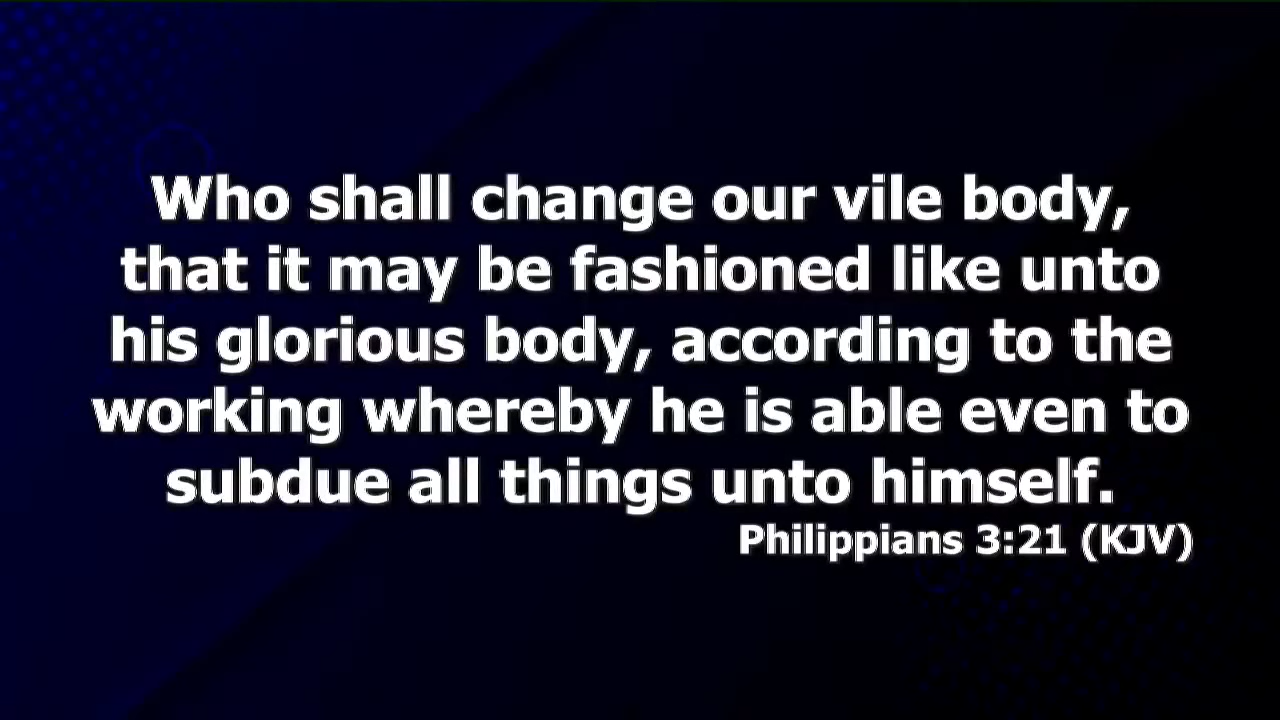 Who shall change our vile body,
that it may be fashioned like unto
his glorious body, according to the
working whereby he is able even to
subdue all things unto himself.
Philippians 3:21 (KJV)